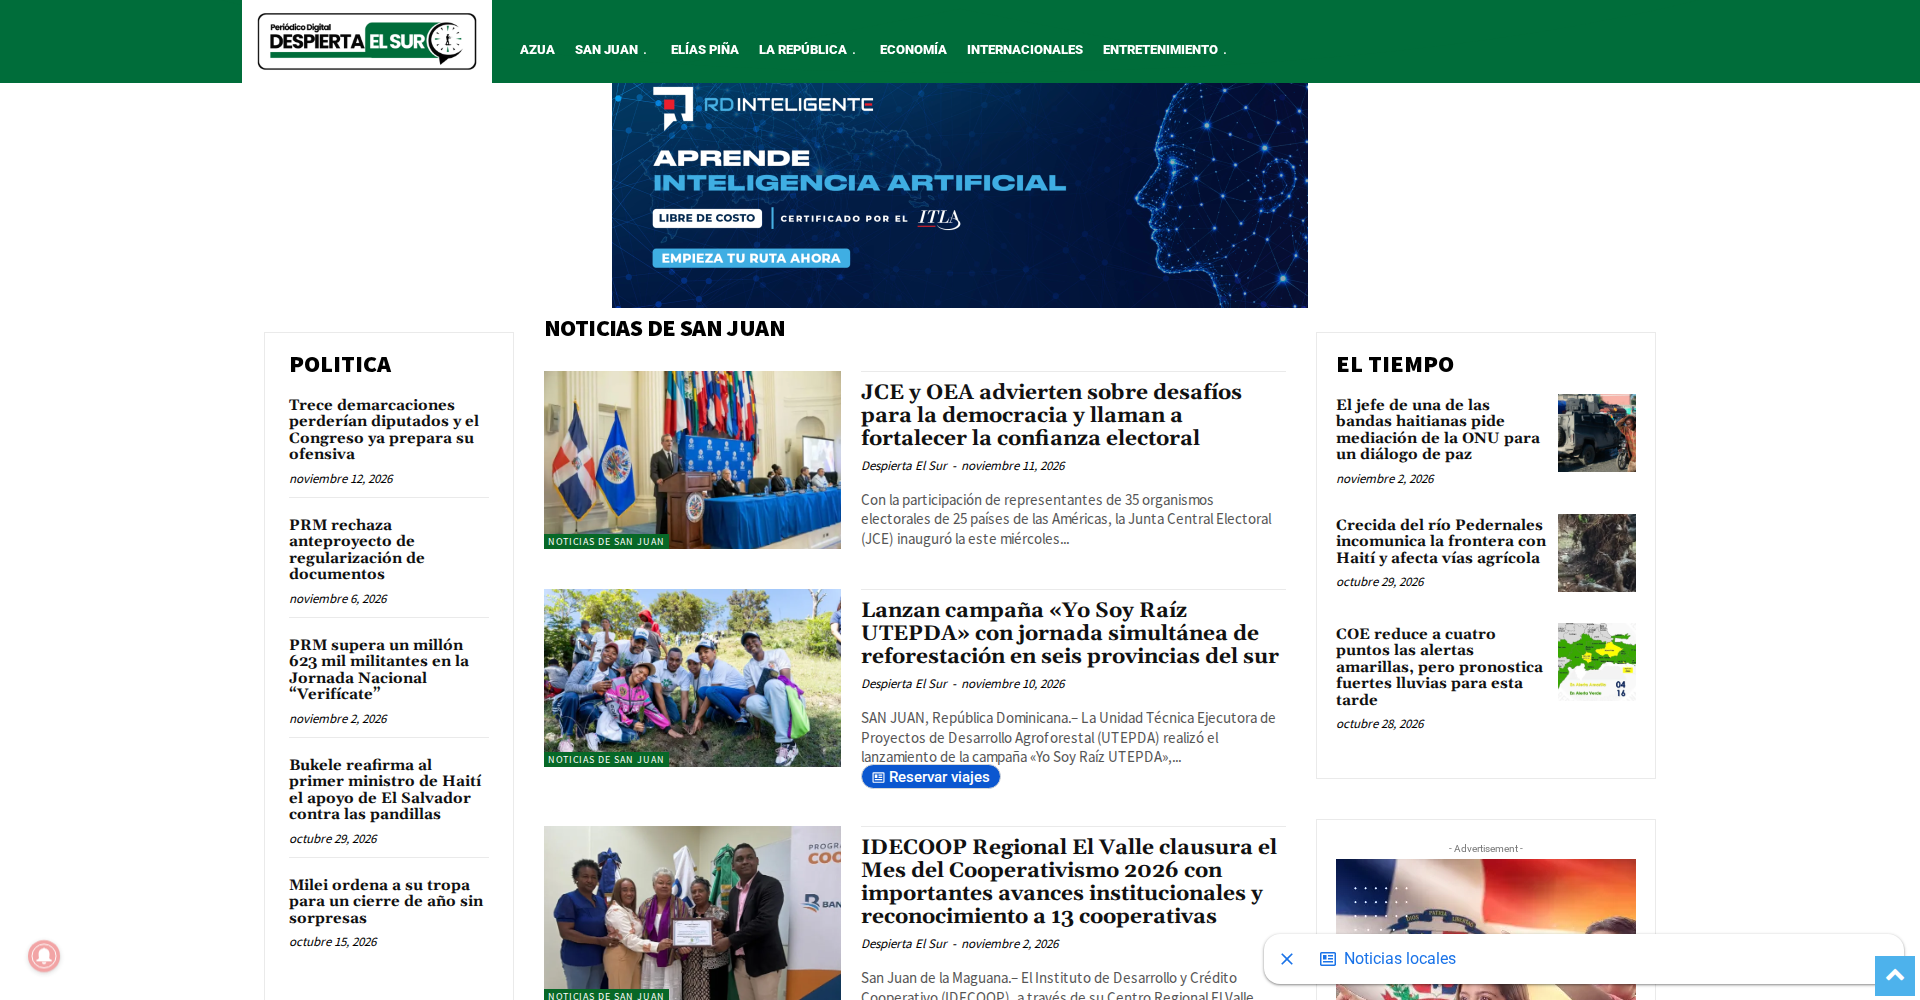 Periódico Digital
DESPIERTA EL SUR
AZUA
SAN JUAN
ELÍAS PIÑA
LA REPÚBLICA
ECONOMÍA
INTERNACIONALES
ENTRETENIMIENTO
RD INTELIGENTE
APRENDE
INTELIGENCIA ARTIFICIAL
LIBRE DE COSTO
CERTIFICADO POR EL ITLA
EMPIEZA TU RUTA AHORA
POLITICA
Trece demarcaciones
perderían diputados y el
Congreso ya prepara su
ofensiva
noviembre 12, 2026
PRM rechaza
anteproyecto de
regularización de
documentos
noviembre 6, 2026
PRM supera un millón
623 mil militantes en la
Jornada Nacional
“Verifícate”
noviembre 2, 2026
Bukele reafirma al
primer ministro de Haití
el apoyo de El Salvador
contra las pandillas
octubre 29, 2026
Milei ordena a su tropa
para un cierre de año sin
sorpresas
octubre 15, 2026
NOTICIAS DE SAN JUAN
NOTICIAS DE SAN JUAN
JCE y OEA advierten sobre desafíos
para la democracia y llaman a
fortalecer la confianza electoral
Despierta El Sur - noviembre 11, 2026
Con la participación de representantes de 35 organismos
electorales de 25 países de las Américas, la Junta Central Electoral
(JCE) inauguró la este miércoles...
NOTICIAS DE SAN JUAN
Lanzan campaña «Yo Soy Raíz
UTEPDA» con jornada simultánea de
reforestación en seis provincias del sur
Despierta El Sur - noviembre 10, 2026
SAN JUAN, República Dominicana.– La Unidad Técnica Ejecutora de
Proyectos de Desarrollo Agroforestal (UTEPDA) realizó el
lanzamiento de la campaña «Yo Soy Raíz UTEPDA»,...
Reservar viajes
NOTICIAS DE SAN JUAN
IDECOOP Regional El Valle clausura el
Mes del Cooperativismo 2026 con
importantes avances institucionales y
reconocimiento a 13 cooperativas
Despierta El Sur - noviembre 2, 2026
San Juan de la Maguana.– El Instituto de Desarrollo y Crédito
Cooperativo (IDECOOP), a través de su Centro Regional El Valle,
EL TIEMPO
El jefe de una de las
bandas haitianas pide
mediación de la ONU para
un diálogo de paz
noviembre 2, 2026
Crecida del río Pedernales
incomunica la frontera con
Haití y afecta vías agrícola
octubre 29, 2026
COE reduce a cuatro
puntos las alertas
amarillas, pero pronostica
fuertes lluvias para esta
tarde
octubre 28, 2026
04
16
- Advertisement -
Noticias locales